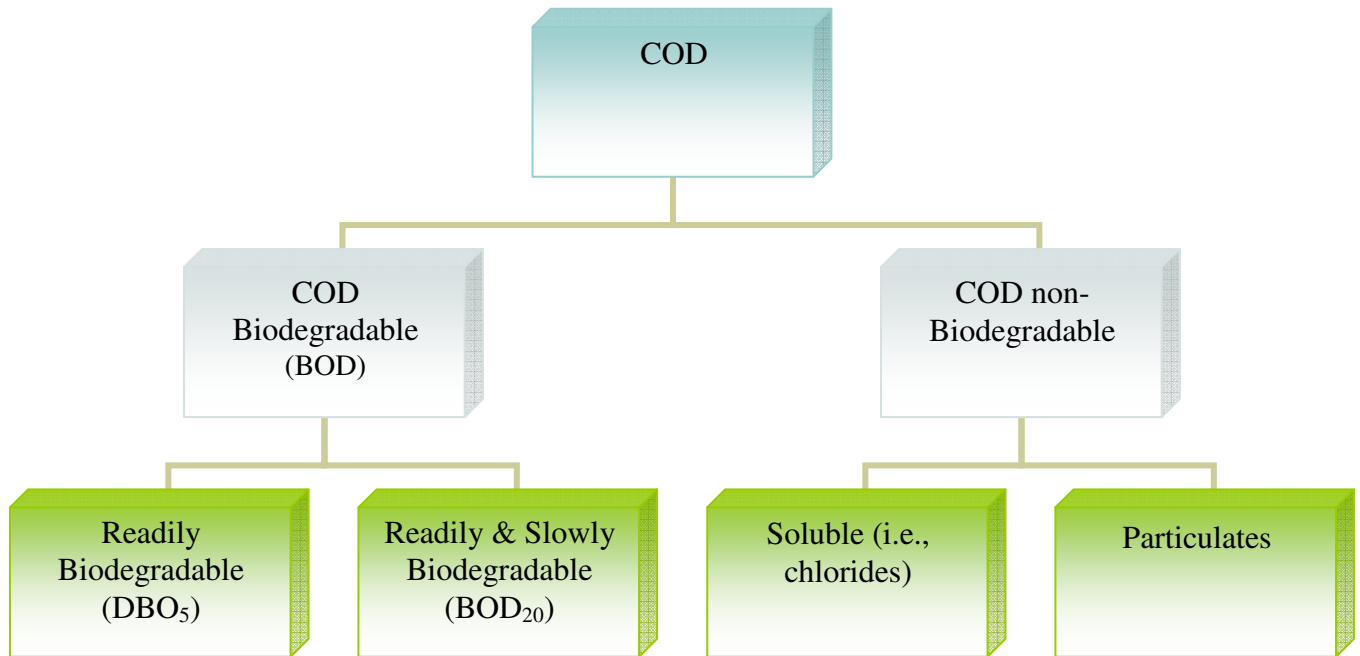 COD
COD
Biodegradable
(BOD)
COD non-
Biodegradable
Readily
Biodegradable
(DBO₅)
Readily & Slowly
Biodegradable
(BOD₂₀)
Soluble (i.e.,
chlorides)
Particulates